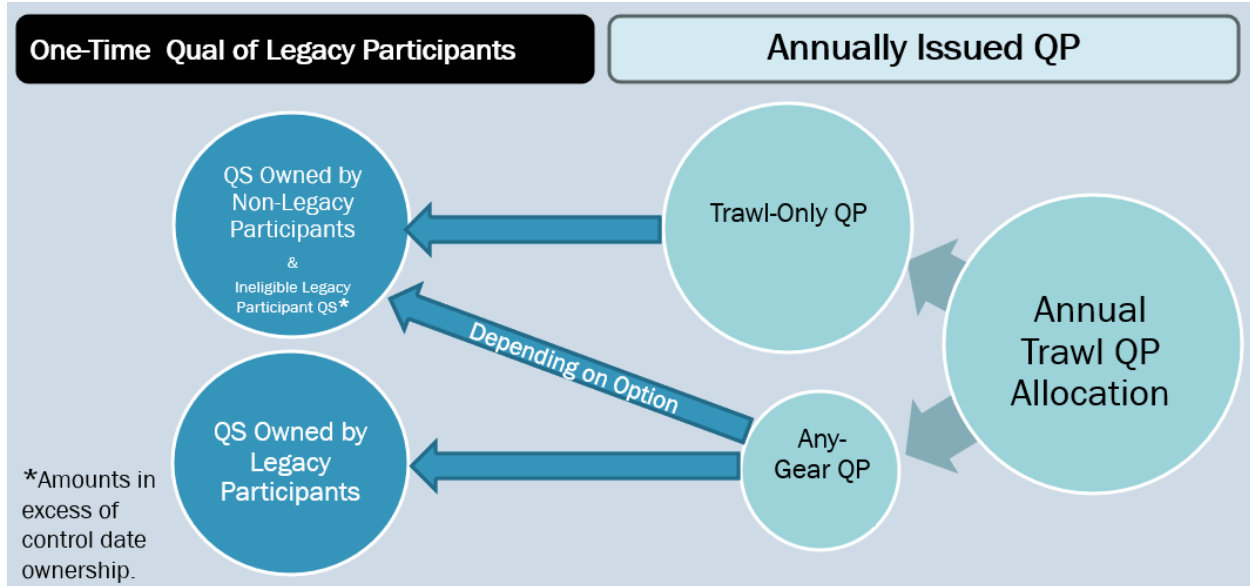 One-Time Qual of Legacy Participants
Annually Issued QP
QS Owned by
Non-Legacy
Participants
&
Ineligible Legacy
Participant QS*
Trawl-Only QP
Annual
Trawl QP
Allocation
Depending on Option
QS Owned by
Legacy
Participants
Any-
Gear QP
*Amounts in
excess of
control date
ownership.